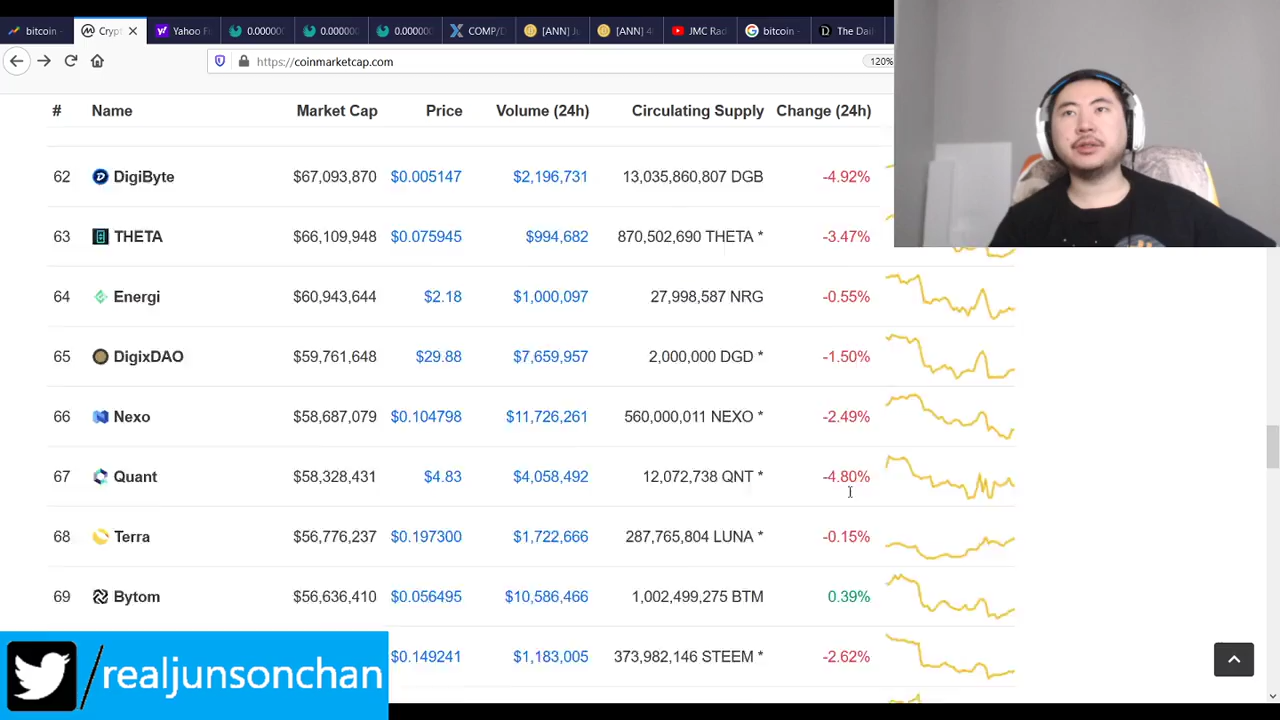 bitcoin
Cryp
Yahoo F
0.00000
0.00000
0.00000
COMP/
[ANN]
[ANN] 4
JMC Rad
bitcoin -
The Dail
https://coinmarketcap.com
120%
# Name Market Cap Price Volume (24h) Circulating Supply Change (24h)
62 DigiByte $67,093,870 $0.005147 $2,196,731 13,035,860,807 DGB -4.92%
63 THETA $66,109,948 $0.075945 $994,682 870,502,690 THETA * -3.47%
64 Energi $60,943,644 $2.18 $1,000,097 27,998,587 NRG -0.55%
65 DigixDAO $59,761,648 $29.88 $7,659,957 2,000,000 DGD * -1.50%
66 Nexo $58,687,079 $0.104798 $11,726,261 560,000,011 NEXO * -2.49%
67 Quant $58,328,431 $4.83 $4,058,492 12,072,738 QNT * -4.80%
68 Terra $56,776,237 $0.197300 $1,722,666 287,765,804 LUNA * -0.15%
69 Bytom $56,636,410 $0.056495 $10,586,466 1,002,499,275 BTM 0.39%
$0.149241 $1,183,005 373,982,146 STEEM * -2.62%
/realjunsonchan